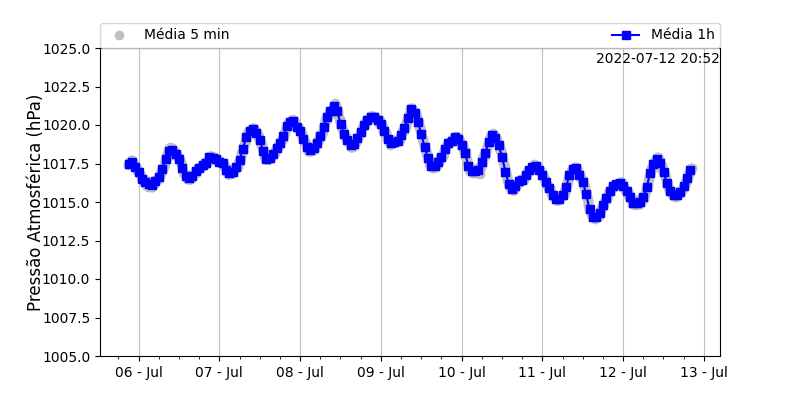 Média 5 min
Média 1h
2022-07-12 20:52
Pressão Atmosférica (hPa)
1025.0
1022.5
1020.0
1017.5
1015.0
1012.5
1010.0
1007.5
1005.0
06 - Jul
07 - Jul
08 - Jul
09 - Jul
10 - Jul
11 - Jul
12 - Jul
13 - Jul